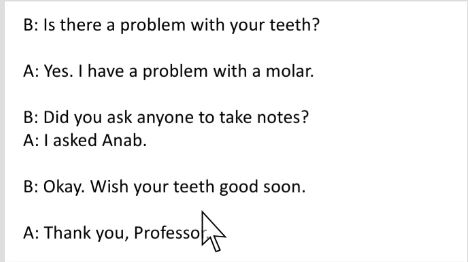 B: Is there a problem with your teeth?
A: Yes. I have a problem with a molar.
B: Did you ask anyone to take notes?
A: I asked Anab.
B: Okay. Wish your teeth good soon.
A: Thank you, Professor.